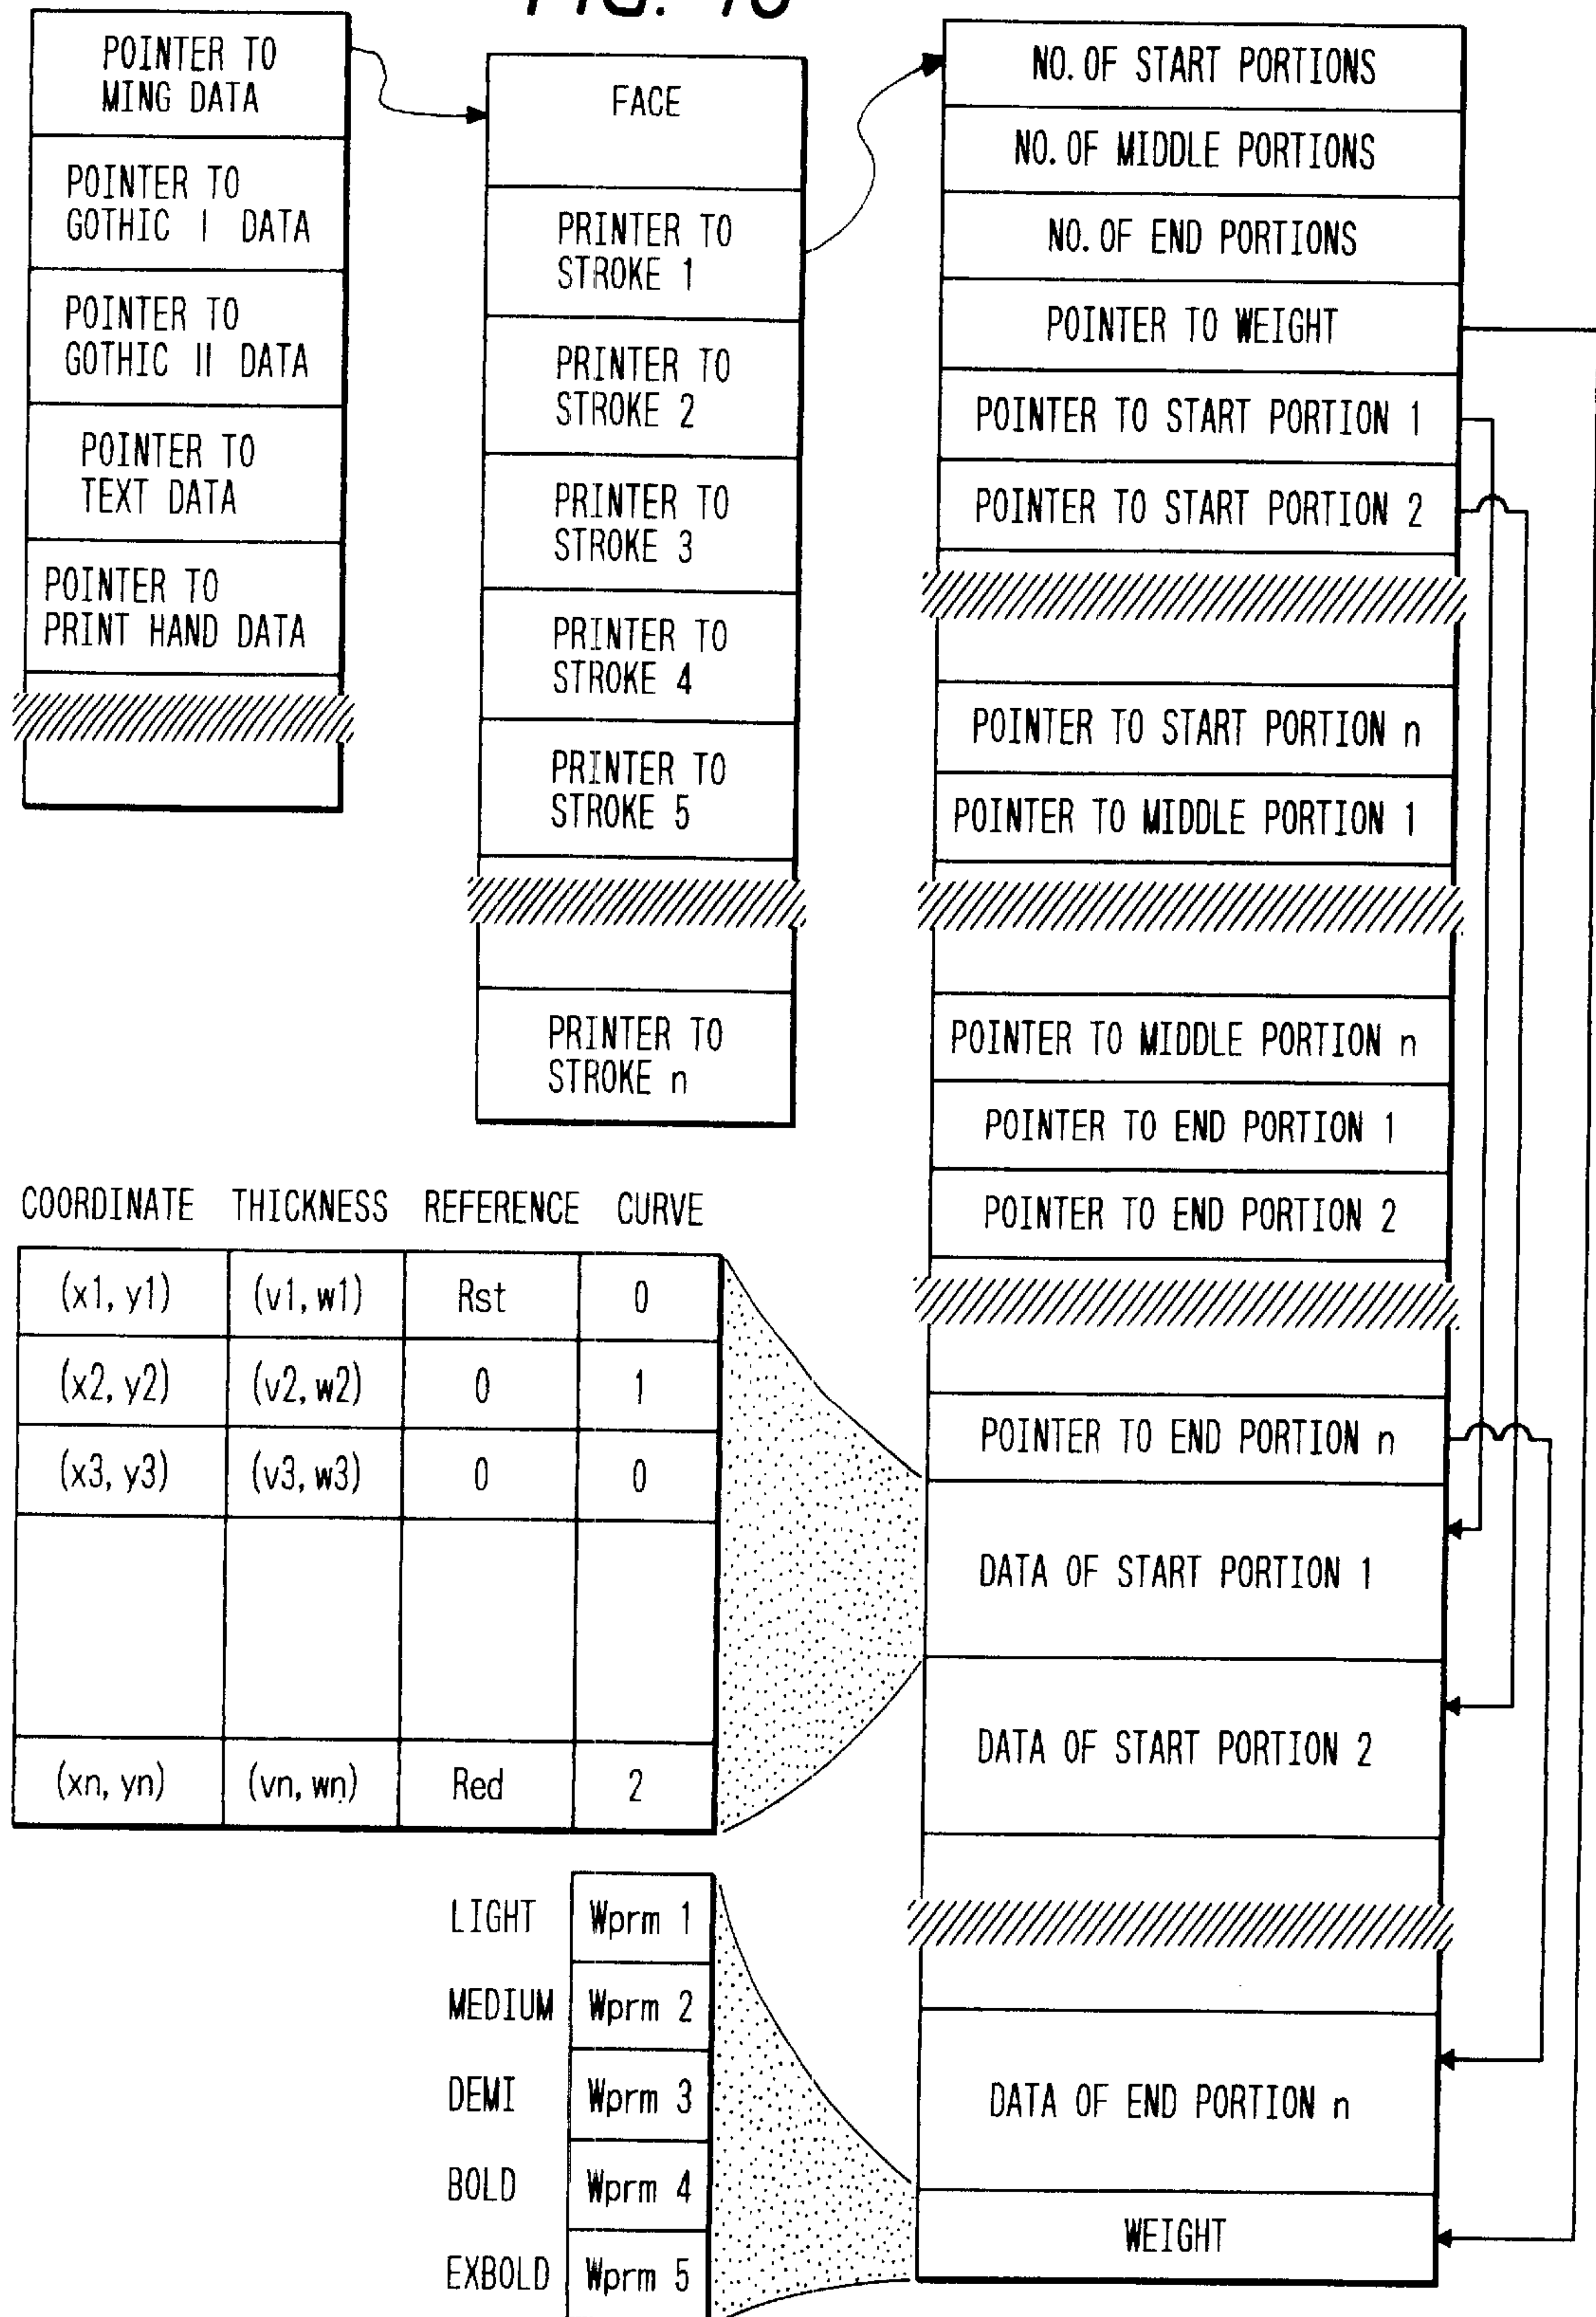 FIG. 10
POINTER TO
MING DATA
POINTER TO
GOTHIC I DATA
POINTER TO
GOTHIC II DATA
POINTER TO
TEXT DATA
POINTER TO
PRINT HAND DATA
FACE
PRINTER TO
STROKE 1
PRINTER TO
STROKE 2
PRINTER TO
STROKE 3
PRINTER TO
STROKE 4
PRINTER TO
STROKE 5
PRINTER TO
STROKE n
NO. OF START PORTIONS
NO. OF MIDDLE PORTIONS
NO. OF END PORTIONS
POINTER TO WEIGHT
POINTER TO START PORTION 1
POINTER TO START PORTION 2
POINTER TO START PORTION n
POINTER TO MIDDLE PORTION 1
POINTER TO MIDDLE PORTION n
POINTER TO END PORTION 1
POINTER TO END PORTION 2
POINTER TO END PORTION n
DATA OF START PORTION 1
DATA OF START PORTION 2
DATA OF END PORTION n
WEIGHT
COORDINATE THICKNESS REFERENCE CURVE
(x1, y1) (v1, w1) Rst 0
(x2, y2) (v2, w2) 0 1
(x3, y3) (v3, w3) 0 0
(xn, yn) (vn, wn) Red 2
LIGHT Wprm 1
MEDIUM Wprm 2
DEMI Wprm 3
BOLD Wprm 4
EXBOLD Wprm 5